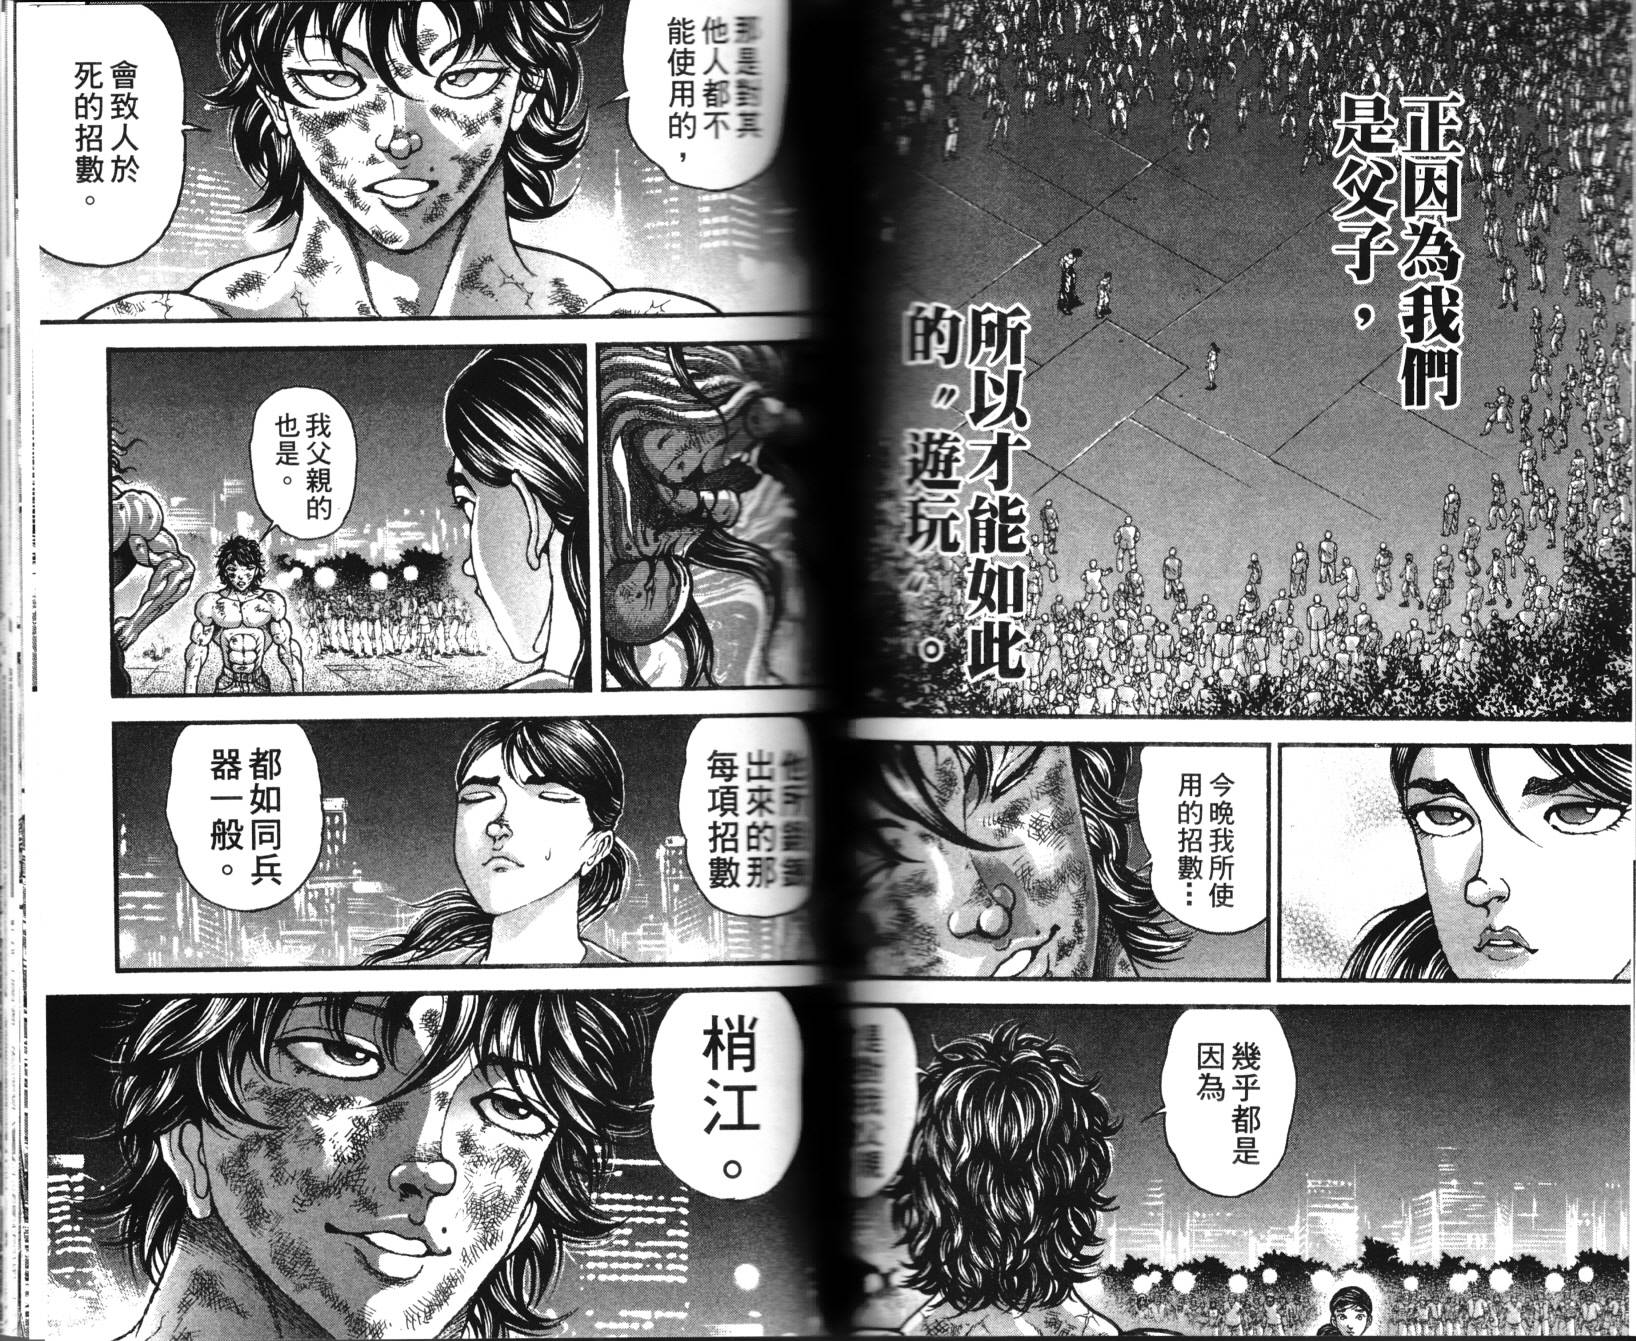 正因為我們
是父子，
所以才能如此
的〝遊玩〞。
今晚我所使
用的招數…
幾乎都是
因為
那是對其
他人都不
能使用的，
會致人於
死的招數。
我父親的
也是。
他所鍛鍊
出來的那
每項招數
都如同兵
器一般。
梢江。